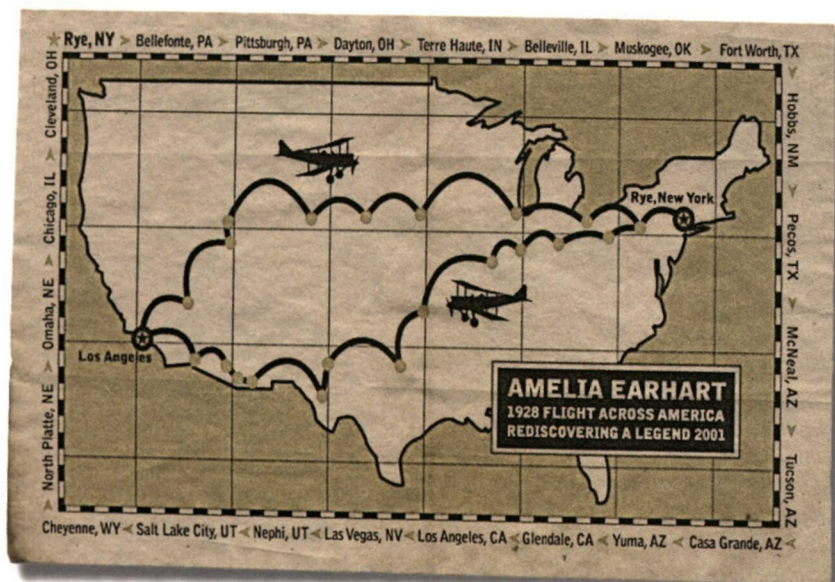 Rye, NY > Bellefonte, PA > Pittsburgh, PA > Dayton, OH > Terre Haute, IN > Belleville, IL > Muskogee, OK > Fort Worth, TX
Hobbs, NM > Pecos, TX > McNeal, AZ > Tucson, AZ
Cheyenne, WY < Salt Lake City, UT < Nephi, UT < Las Vegas, NV < Los Angeles, CA < Glendale, CA < Yuma, AZ < Casa Grande, AZ <
North Platte, NE > Omaha, NE > Chicago, IL > Cleveland, OH
Rye, New York
Los Angeles
AMELIA EARHART
1928 FLIGHT ACROSS AMERICA
REDISCOVERING A LEGEND 2001